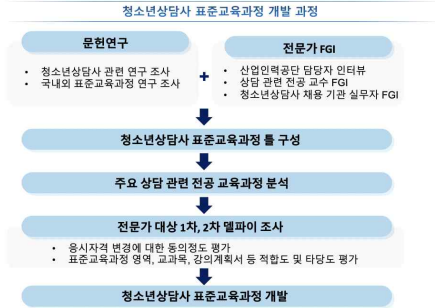 청소년상담사 표준교육과정 개발 과정
문헌연구
• 청소년상담사 관련 연구 조사
• 국내외 표준교육과정 연구 조사
+
전문가 FGI
• 산업인력공단 담당자 인터뷰
• 상담 관련 전공 교수 FGI
• 청소년상담사 채용 기관 실무자 FGI
청소년상담사 표준교육과정 틀 구성
주요 상담 관련 전공 교육과정 분석
전문가 대상 1차, 2차 델파이 조사
• 응시자격 변경에 대한 동의정도 평가
• 표준교육과정 영역, 교과목, 강의계획서 등 적합도 및 타당도 평가
청소년상담사 표준교육과정 개발